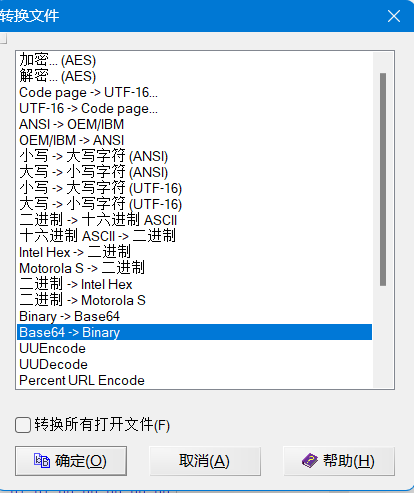 转换文件
加密... (AES)
解密... (AES)
Code page -> UTF-16...
UTF-16 -> Code page...
ANSI -> OEM/IBM
OEM/IBM -> ANSI
小写 -> 大写字符 (ANSI)
大写 -> 小写字符 (ANSI)
小写 -> 大写字符 (UTF-16)
大写 -> 小写字符 (UTF-16)
二进制 -> 十六进制 ASCII
十六进制 ASCII -> 二进制
Intel Hex -> 二进制
Motorola S -> 二进制
二进制 -> Intel Hex
二进制 -> Motorola S
Binary -> Base64
Base64 -> Binary
UUEncode
UUDecode
Percent URL Encode
转换所有打开文件(F)
确定(O) 取消(A) 帮助(H)